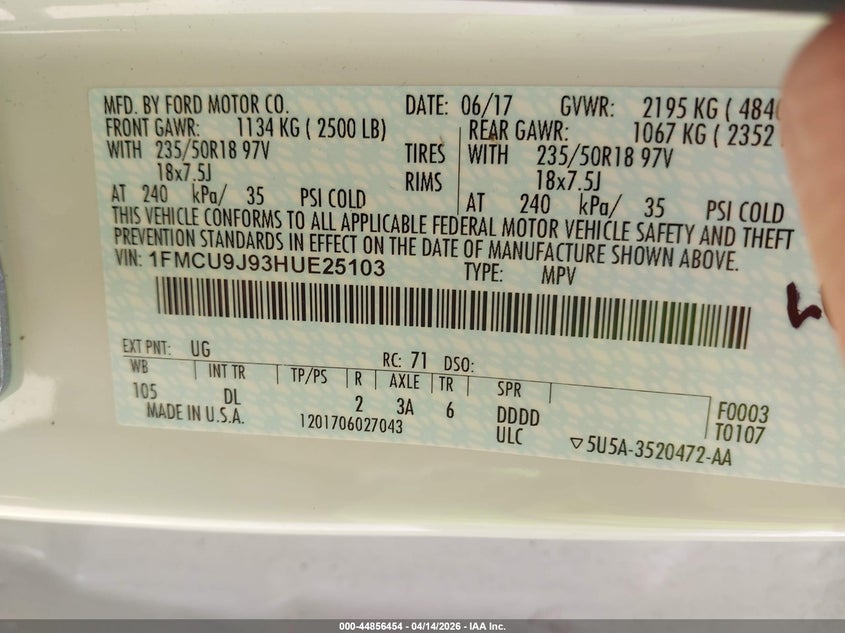 MFD. BY FORD MOTOR CO. DATE: 06/17 GVWR: 2195 KG ( 484
FRONT GAWR: 1134 KG ( 2500 LB) REAR GAWR: 1067 KG ( 2352
WITH 235/50R18 97V TIRES WITH 235/50R18 97V
18x7.5J RIMS 18x7.5J
AT 240 kPa/ 35 PSI COLD AT 240 kPa/ 35 PSI COLD
THIS VEHICLE CONFORMS TO ALL APPLICABLE FEDERAL MOTOR VEHICLE SAFETY AND THEFT
PREVENTION STANDARDS IN EFFECT ON THE DATE OF MANUFACTURE SHOWN ABOVE.
VIN: 1FMCU9J93HUE25103 TYPE: MPV
EXT PNT: UG RC: 71 DSO:
WB INT TR TP/PS R AXLE TR SPR
105 DL 2 3A 6 DDDD F0003
MADE IN U.S.A. 1201706027043 ULC T0107
▽5U5A-3520472-AA
000-44856454 - 04/14/2026 - IAA Inc.